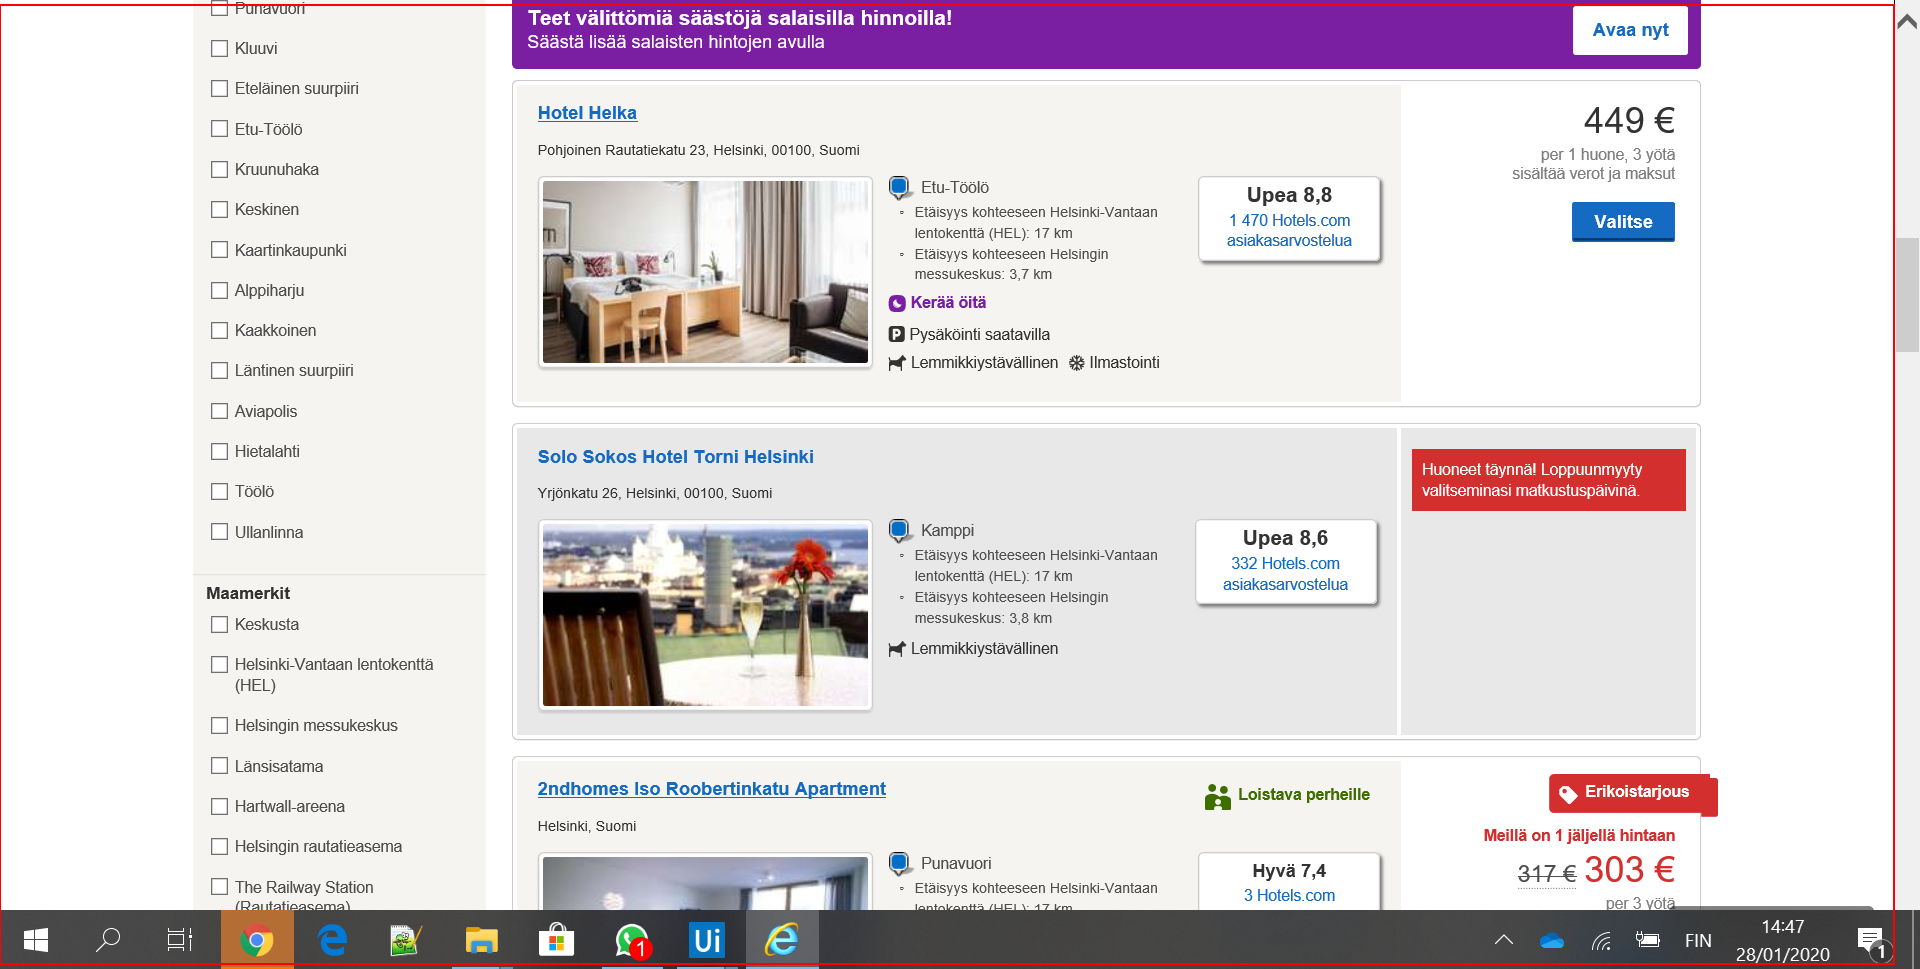 Punavuori
Kluuvi
Eteläinen suurpiiri
Etu-Töölö
Kruunuhaka
Keskinen
Kaartinkaupunki
Alppiharju
Kaakkoinen
Läntinen suurpiiri
Aviapolis
Hietalahti
Töölö
Ullanlinna
Maamerkit
Keskusta
Helsinki-Vantaan lentokenttä
(HEL)
Helsingin messukeskus
Länsisatama
Hartwall-areena
Helsingin rautatieasema
The Railway Station
(Rautatieasema)
Teet välittömiä säästöjä salaisilla hinnoilla!
Säästä lisää salaisten hintojen avulla
Avaa nyt
Hotel Helka
Pohjoinen Rautatiekatu 23, Helsinki, 00100, Suomi
Etu-Töölö
Etäisyys kohteeseen Helsinki-Vantaan
lentokenttä (HEL): 17 km
Etäisyys kohteeseen Helsingin
messukeskus: 3,7 km
Kerää öitä
Pysäköinti saatavilla
Lemmikkiystävällinen Ilmastointi
Upea 8,8
1 470 Hotels.com
asiakasarvostelua
449 €
per 1 huone, 3 yötä
sisältää verot ja maksut
Valitse
Solo Sokos Hotel Torni Helsinki
Yrjönkatu 26, Helsinki, 00100, Suomi
Kamppi
Etäisyys kohteeseen Helsinki-Vantaan
lentokenttä (HEL): 17 km
Etäisyys kohteeseen Helsingin
messukeskus: 3,8 km
Lemmikkiystävällinen
Upea 8,6
332 Hotels.com
asiakasarvostelua
Huoneet täynnä! Loppuunmyyty
valitseminasi matkustuspäivinä.
2ndhomes Iso Roobertinkatu Apartment
Helsinki, Suomi
Loistava perheille
Punavuori
Etäisyys kohteeseen Helsinki-Vantaan
lentokenttä (HEL): 17 km
Hyvä 7,4
3 Hotels.com
Erikoistarjous
Meillä on 1 jäljellä hintaan
317 € 303 €
per 3 yötä
1
Ui
FIN
14:47
28/01/2020
1